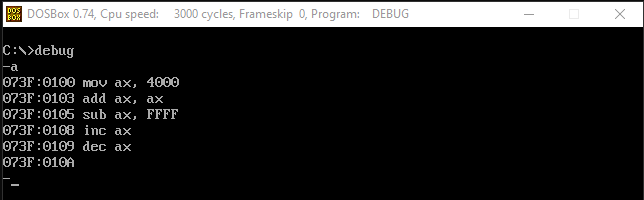 DOSBox 0.74, Cpu speed: 3000 cycles, Frameskip 0, Program: DEBUG
C:\>debug
-a
073F:0100 mov ax, 4000
073F:0103 add ax, ax
073F:0105 sub ax, FFFF
073F:0108 inc ax
073F:0109 dec ax
073F:010A
-_